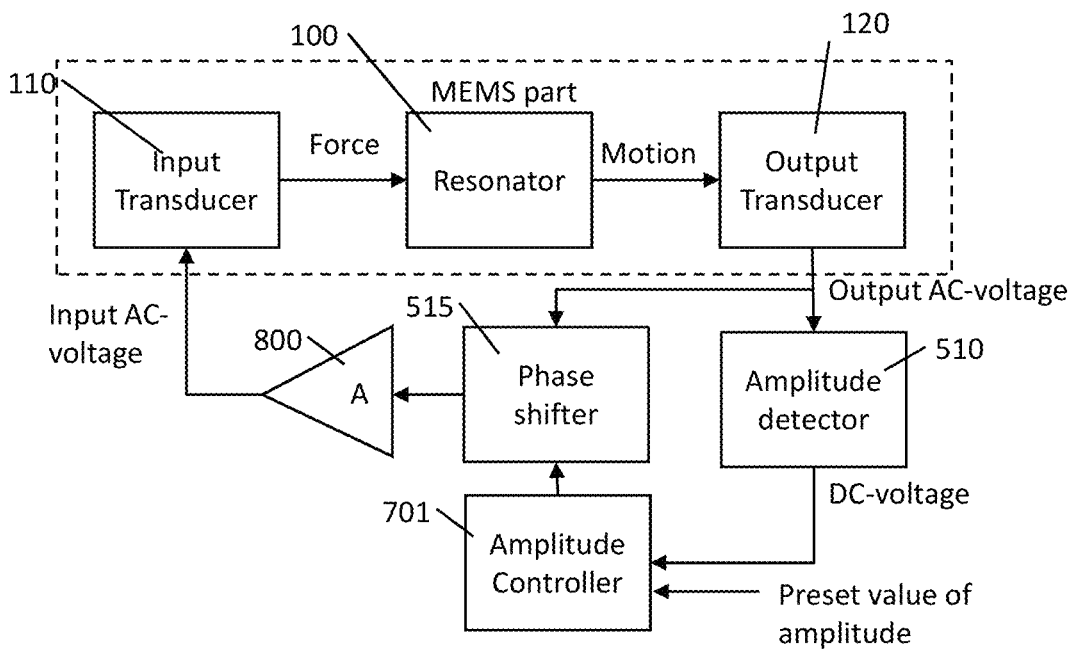 100
120
110
MEMS part
Force
Motion
Input
Transducer
Resonator
Output
Transducer
Input AC-
voltage
Output AC-voltage
515
800
510
A
Phase
shifter
Amplitude
detector
DC-voltage
701
Amplitude
Controller
Preset value of
amplitude